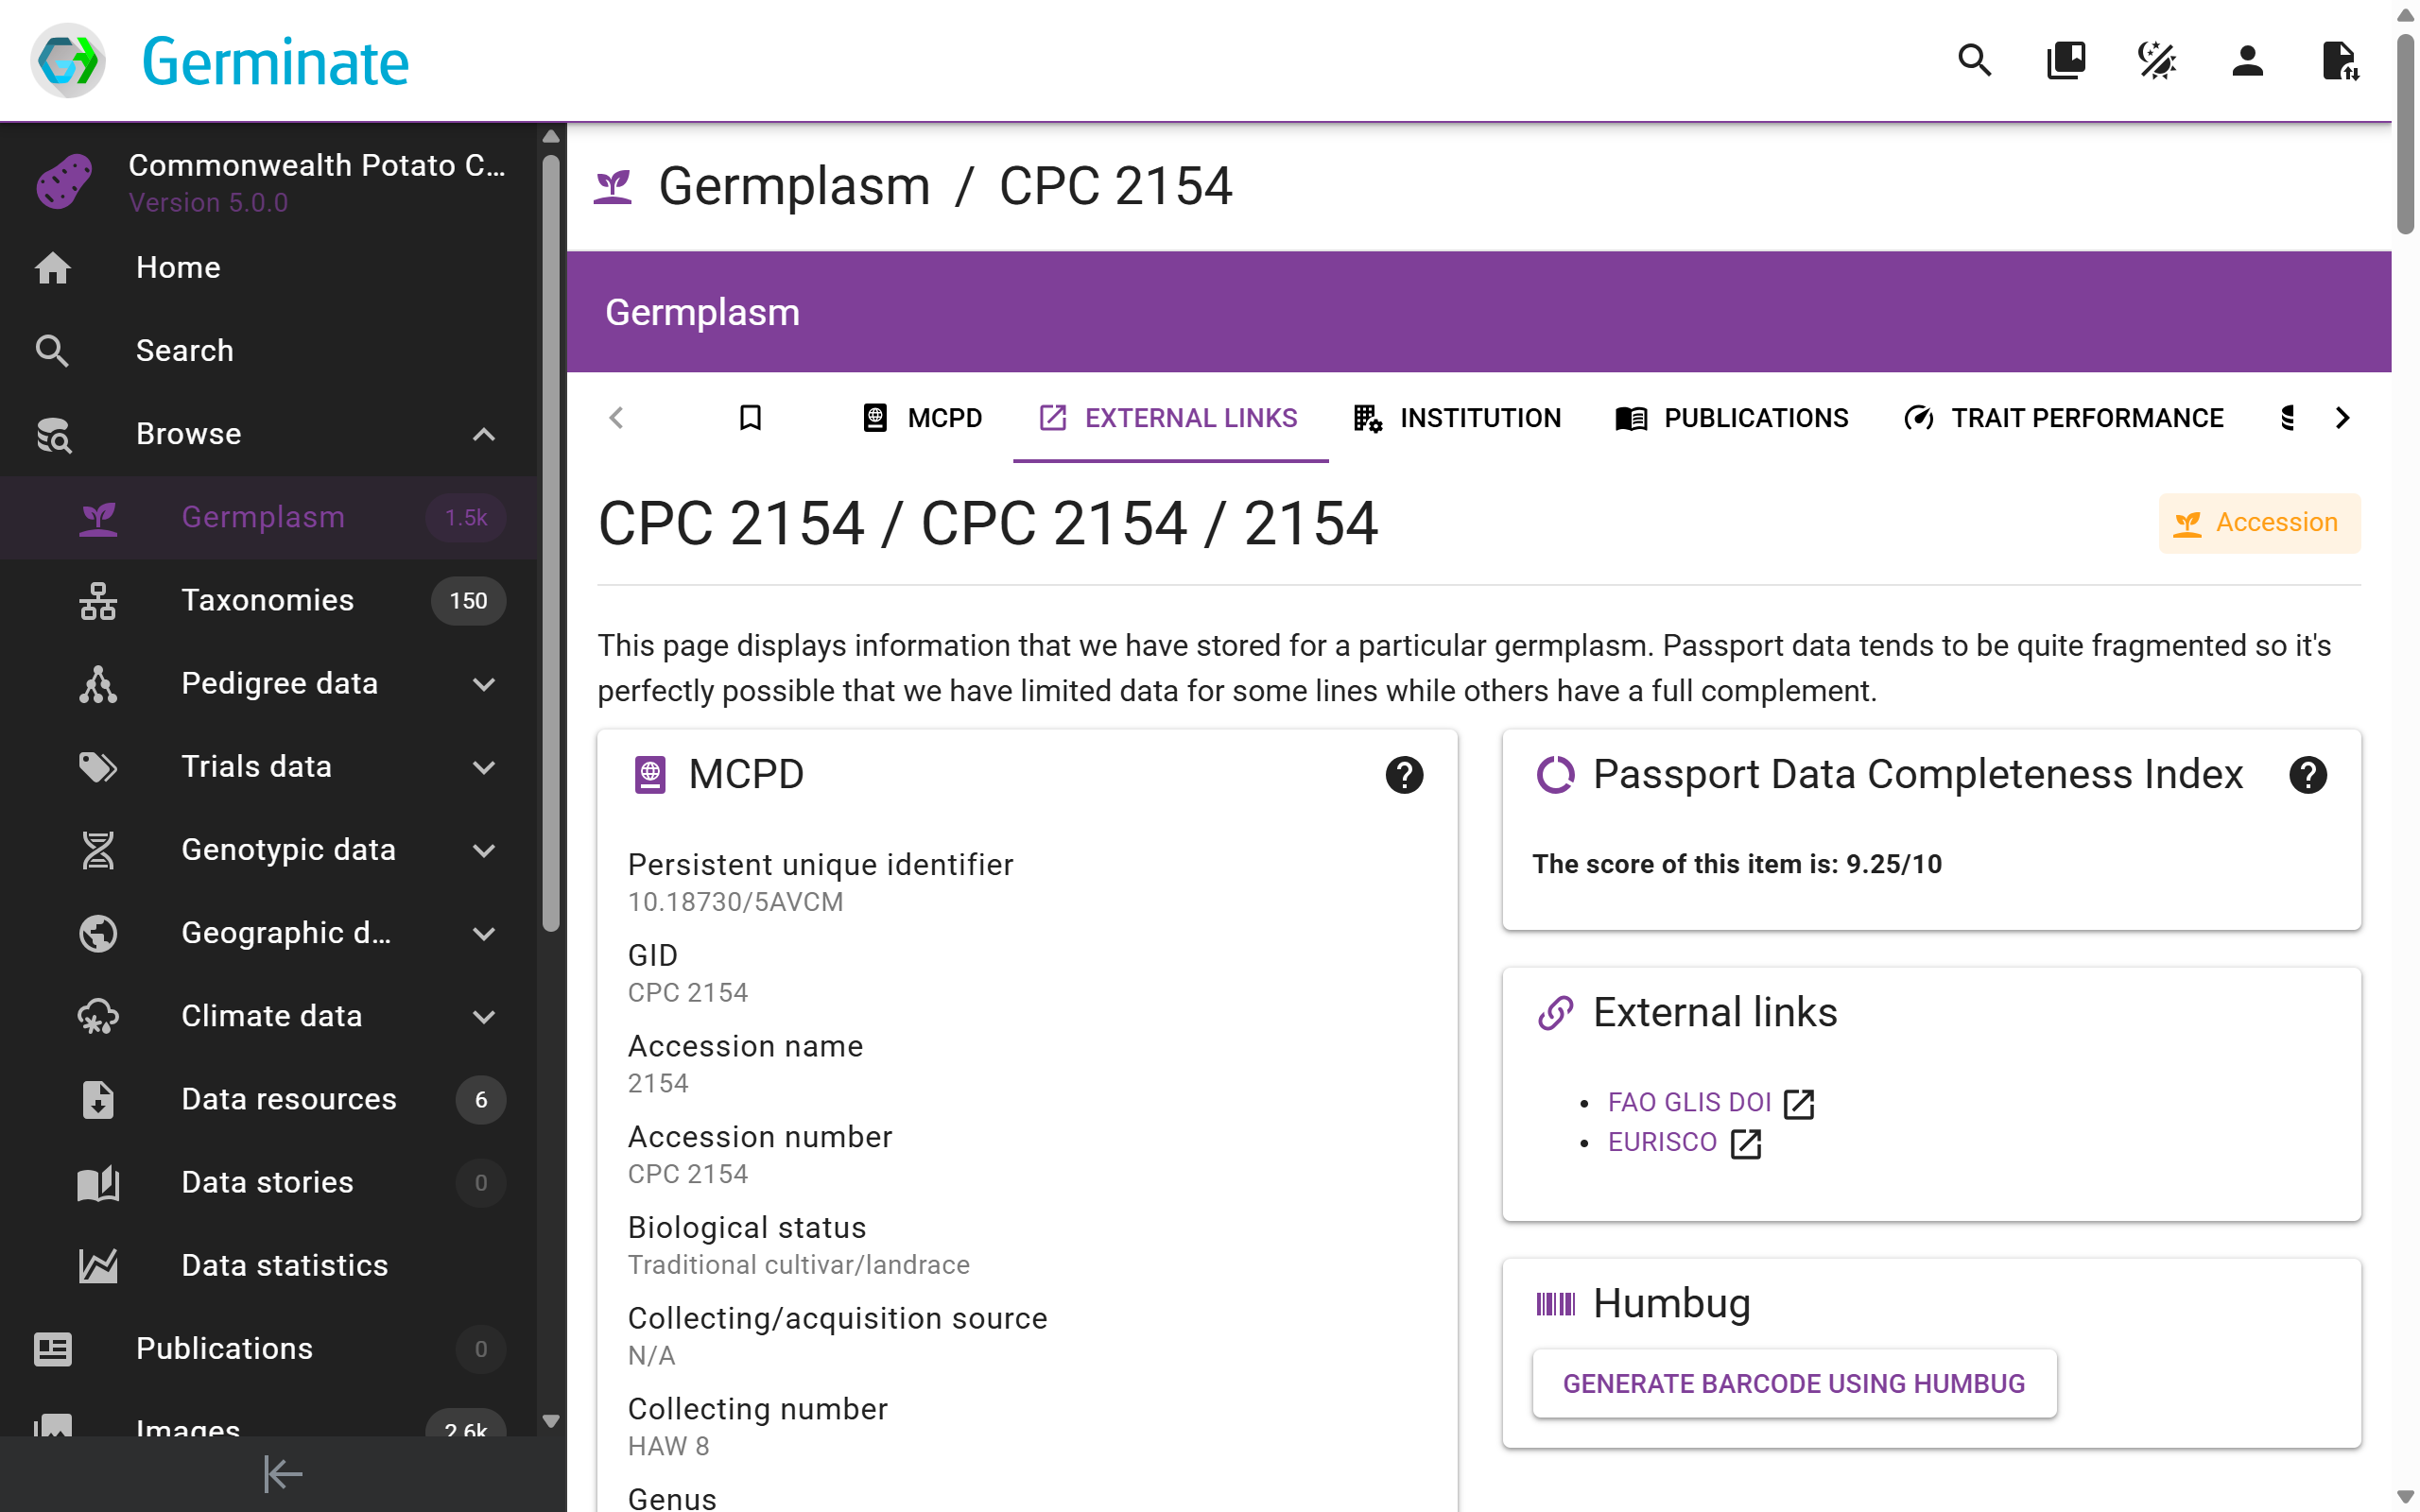 Germinate
Commonwealth Potato C...
Version 5.0.0
Home
Search
Browse
Germplasm 1.5k
Taxonomies 150
Pedigree data
Trials data
Genotypic data
Geographic d...
Climate data
Data resources 6
Data stories 0
Data statistics
Publications 0
Images 2.6k
Germplasm / CPC 2154
Germplasm
MCPD EXTERNAL LINKS INSTITUTION PUBLICATIONS TRAIT PERFORMANCE
CPC 2154 / CPC 2154 / 2154
Accession
This page displays information that we have stored for a particular germplasm. Passport data tends to be quite fragmented so it's
perfectly possible that we have limited data for some lines while others have a full complement.
MCPD
Persistent unique identifier
10.18730/5AVCM
GID
CPC 2154
Accession name
2154
Accession number
CPC 2154
Biological status
Traditional cultivar/landrace
Collecting/acquisition source
N/A
Collecting number
HAW 8
Genus
Passport Data Completeness Index
The score of this item is: 9.25/10
External links
• FAO GLIS DOI
• EURISCO
Humbug
GENERATE BARCODE USING HUMBUG